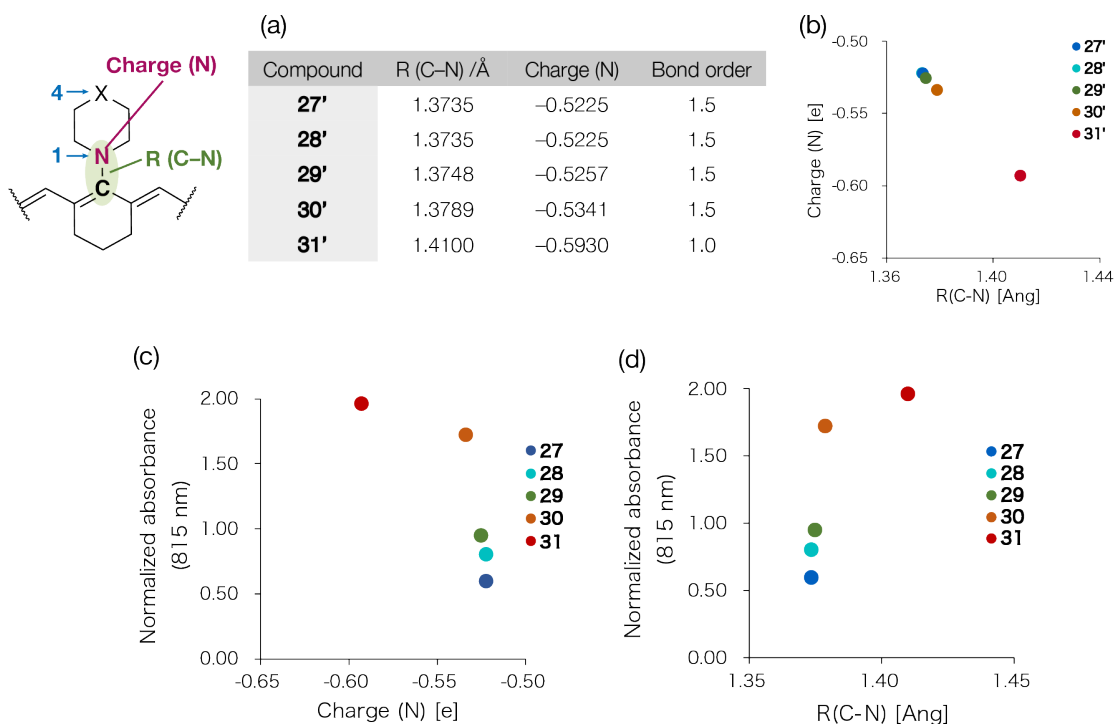 (a)
Charge (N)
4 X
1 N
R (C–N)
C
Compound R (C–N) /Å Charge (N) Bond order
27' 1.3735 –0.5225 1.5
28' 1.3735 –0.5225 1.5
29' 1.3748 –0.5257 1.5
30' 1.3789 –0.5341 1.5
31' 1.4100 –0.5930 1.0
(b)
Charge (N) [e]
-0.50
-0.55
-0.60
-0.65
1.36 1.40 1.44
R(C-N) [Ang]
27'
28'
29'
30'
31'
(c)
Normalized absorbance
(815 nm)
2.00
1.50
1.00
0.50
0.00
-0.65 -0.60 -0.55 -0.50
Charge (N) [e]
27
28
29
30
31
(d)
Normalized absorbance
(815 nm)
2.00
1.50
1.00
0.50
0.00
1.35 1.40 1.45
R(C-N) [Ang]
27
28
29
30
31